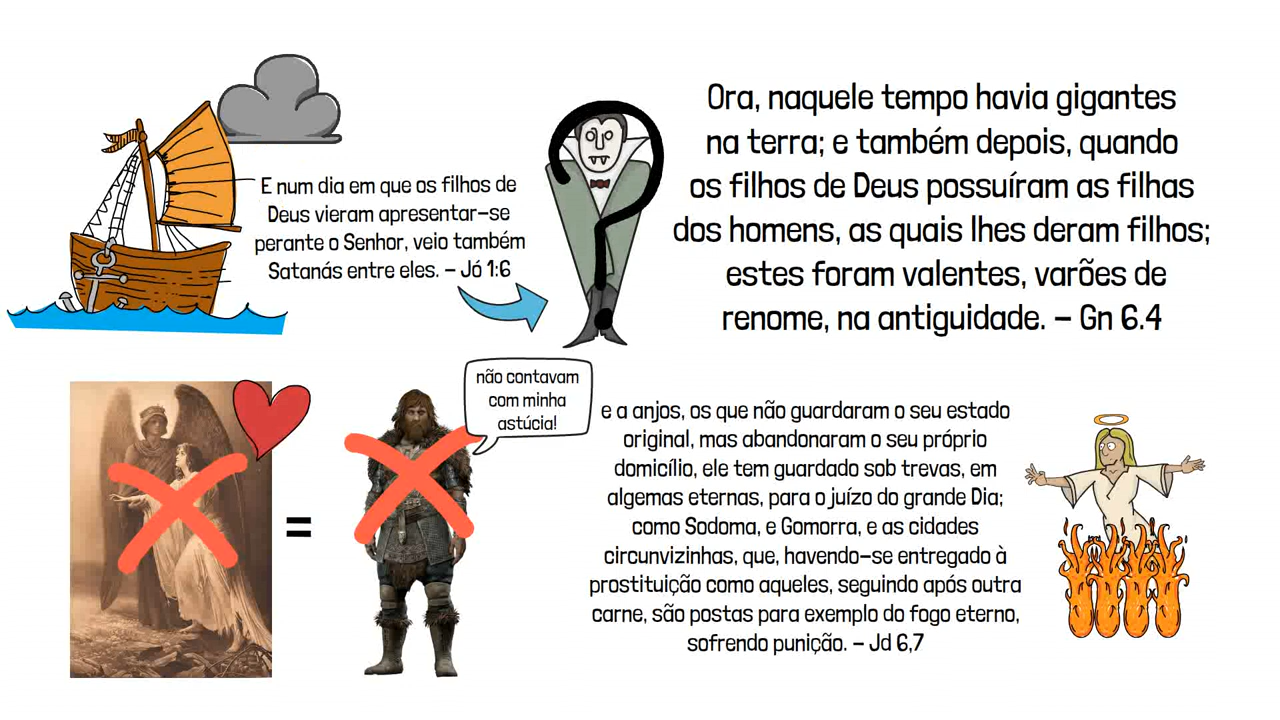 E num dia em que os filhos de
Deus vieram apresentar-se
perante o Senhor, veio também
Satanás entre eles. – Jó 1:6
Ora, naquele tempo havia gigantes
na terra; e também depois, quando
os filhos de Deus possuíram as filhas
dos homens, as quais lhes deram filhos;
estes foram valentes, varões de
renome, na antiguidade. – Gn 6.4
=
não contavam
com minha
astúcia!
e a anjos, os que não guardaram o seu estado
original, mas abandonaram o seu próprio
domicílio, ele tem guardado sob trevas, em
algemas eternas, para o juízo do grande Dia;
como Sodoma, e Gomorra, e as cidades
circunvizinhas, que, havendo-se entregado à
prostituição como aqueles, seguindo após outra
carne, são postas para exemplo do fogo eterno,
sofrendo punição. – Jd 6,7